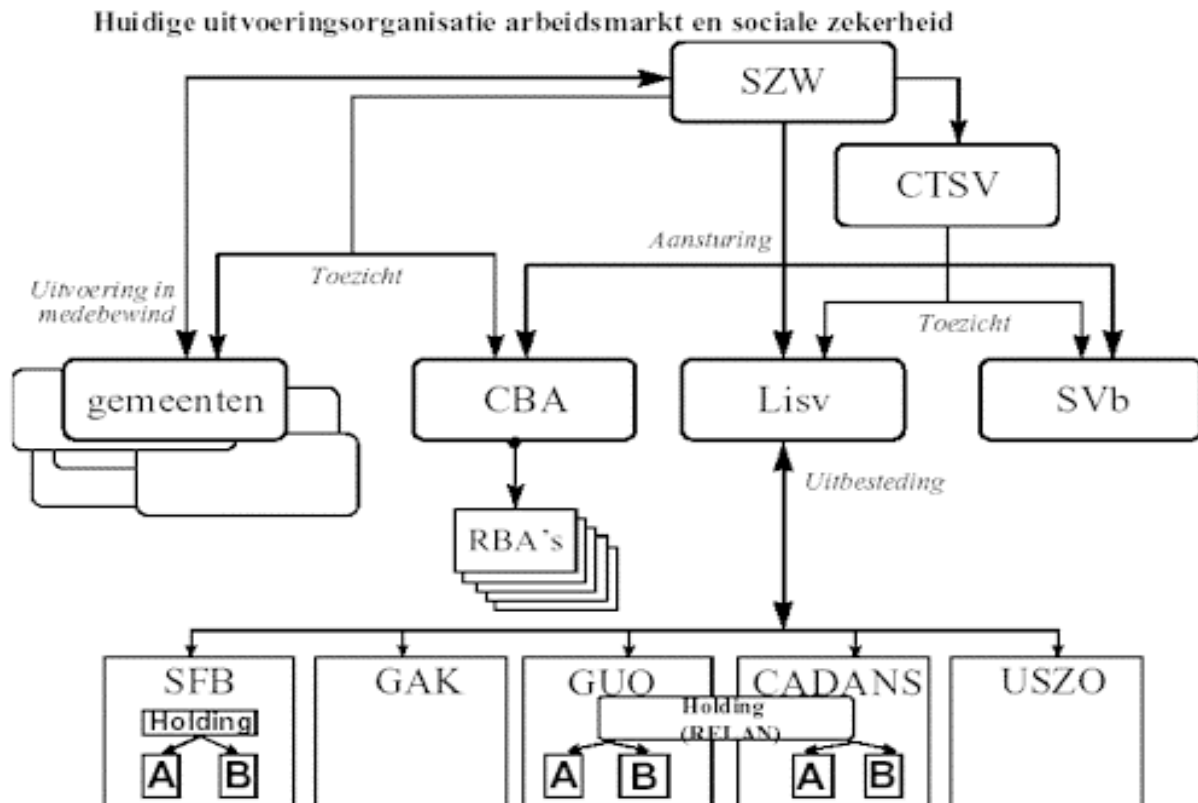 Huidige uitvoeringsorganisatie arbeidsmarkt en sociale zekerheid
SZW
CTSV
Aansturing
Toezicht
Uitvoering in
medebewind
Toezicht
gemeenten
CBA
Lisv
SVb
Uitbesteding
RBA's
SFB
GAK
GUO
CADANS
USZO
Holding
Holding
(RELAN)
A
B
A
B
A
B